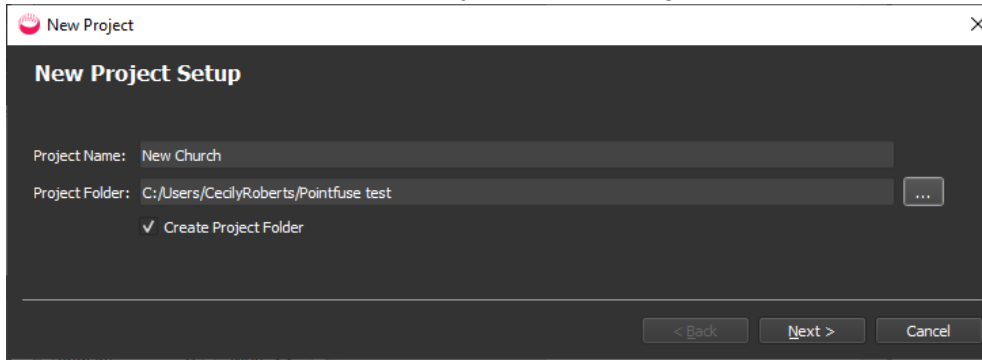 New Project
New Project Setup
Project Name: New Church
Project Folder: C:/Users/CecilyRoberts/Pointfuse test
...
Create Project Folder
< Back Next > Cancel